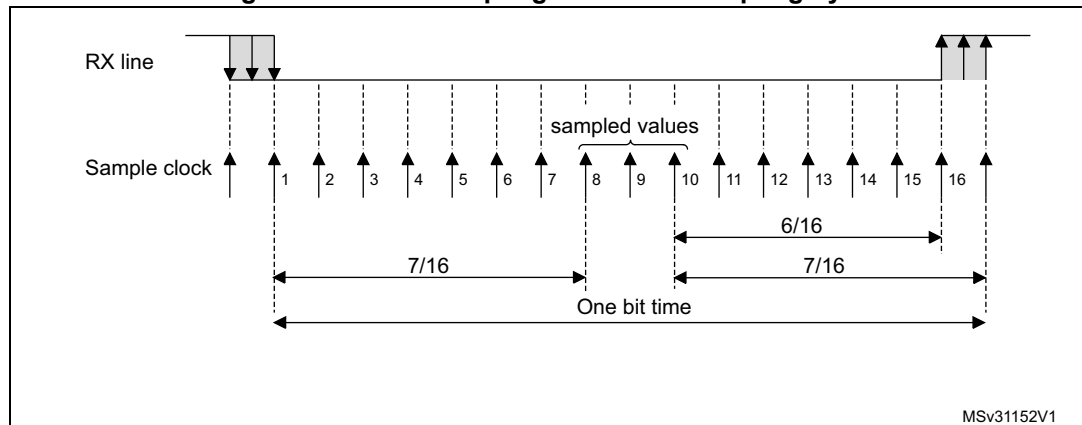 RX line
sampled values
Sample clock
1 2 3 4 5 6 7 8 9 10 11 12 13 14 15 16
6/16
7/16 7/16
One bit time
MSv31152V1